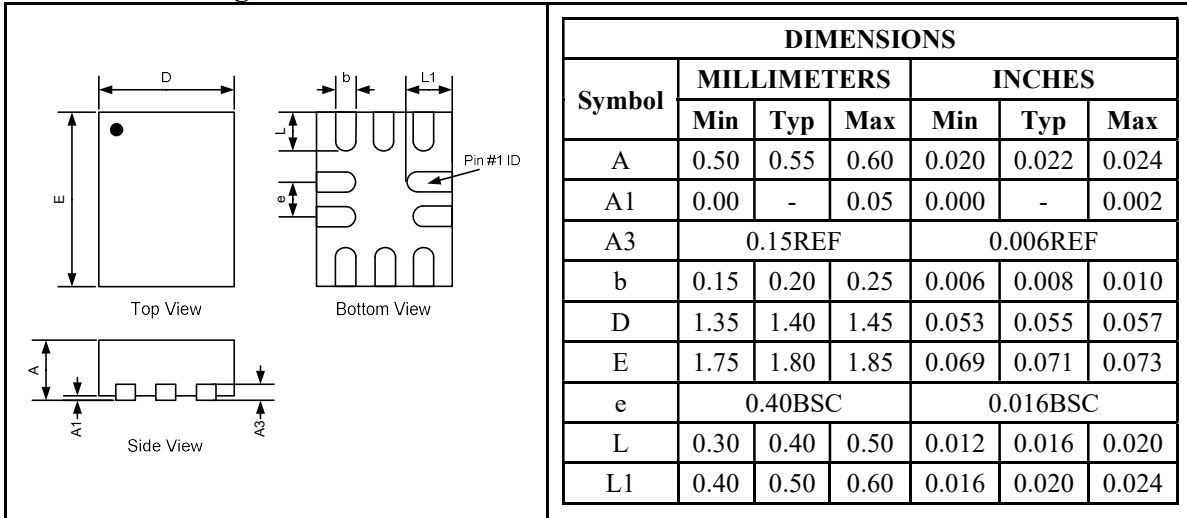 D
E
Top View
b
L1
L
e
Pin #1 ID
Bottom View
A
A1
A3
Side View
DIMENSIONS
Symbol MILLIMETERS INCHES
Min Typ Max Min Typ Max
A 0.50 0.55 0.60 0.020 0.022 0.024
A1 0.00 - 0.05 0.000 - 0.002
A3 0.15REF 0.006REF
b 0.15 0.20 0.25 0.006 0.008 0.010
D 1.35 1.40 1.45 0.053 0.055 0.057
E 1.75 1.80 1.85 0.069 0.071 0.073
e 0.40BSC 0.016BSC
L 0.30 0.40 0.50 0.012 0.016 0.020
L1 0.40 0.50 0.60 0.016 0.020 0.024